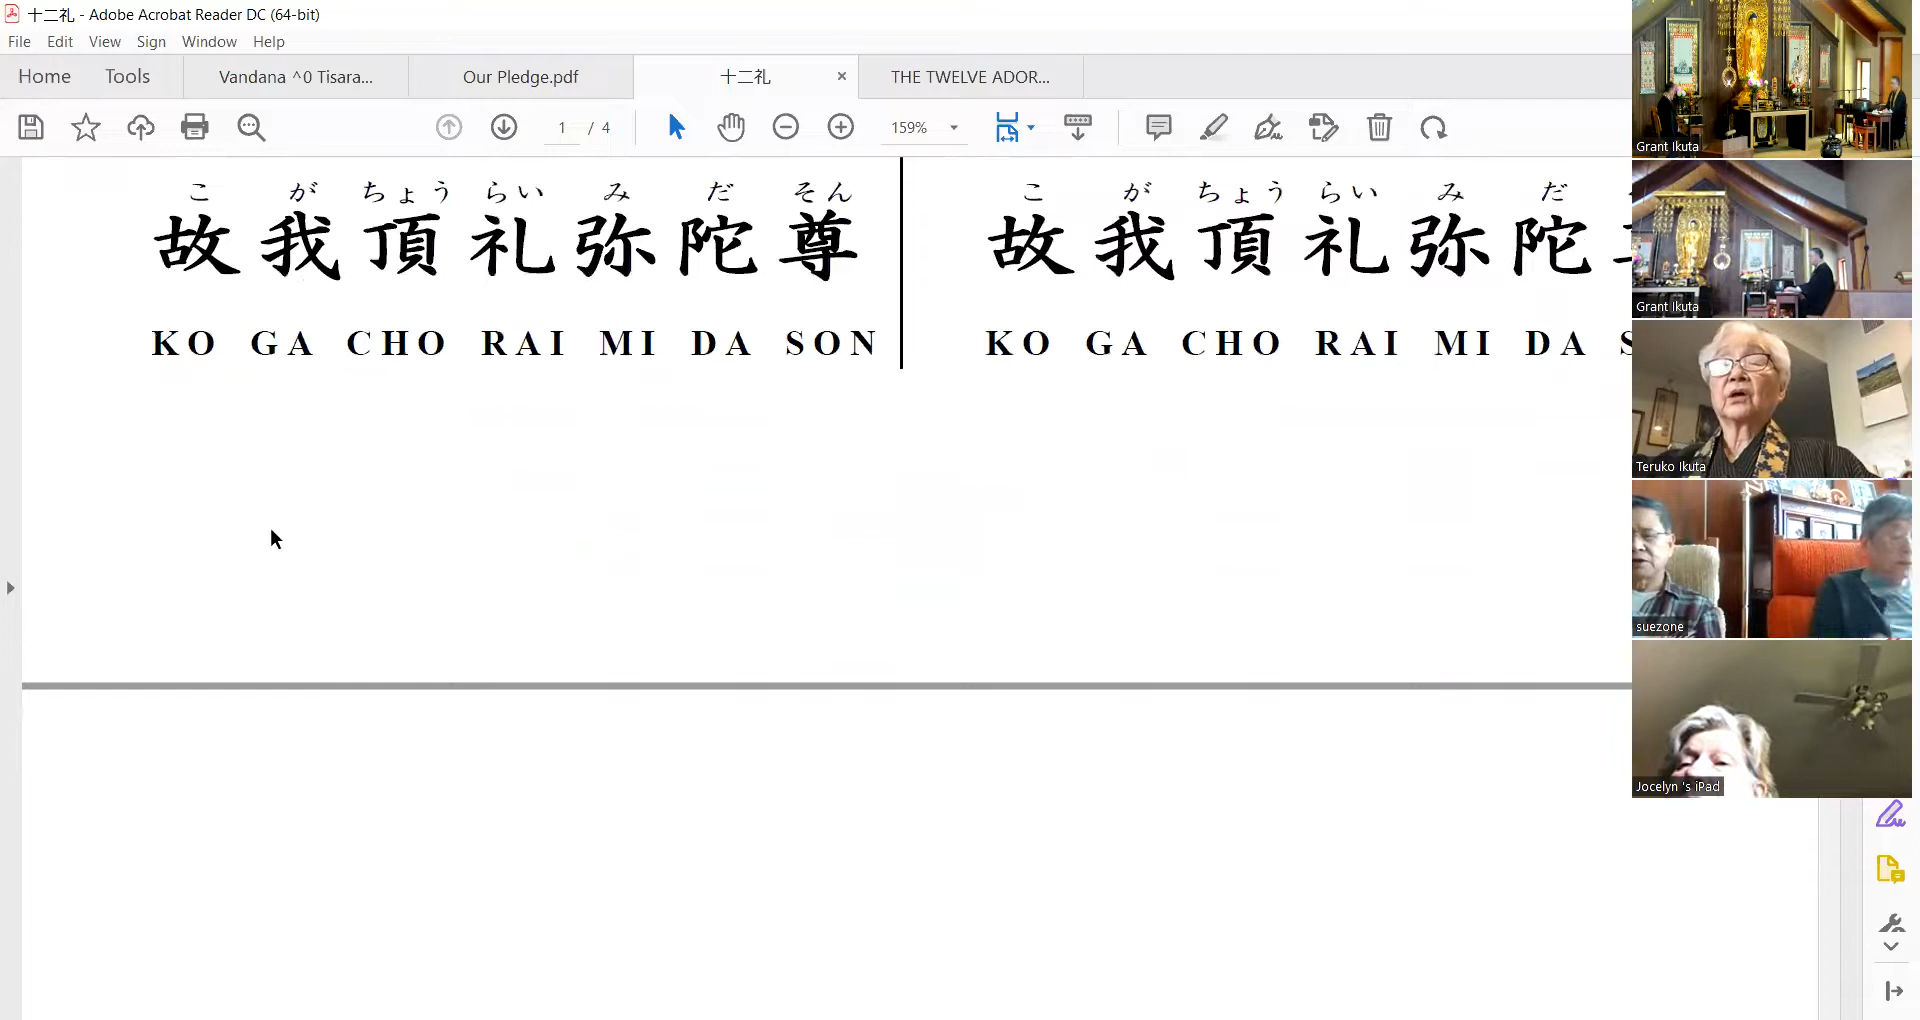 十二礼 - Adobe Acrobat Reader DC (64-bit)
File Edit View Sign Window Help
Home Tools Vandana ^0 Tisara... Our Pledge.pdf 十二礼 × THE TWELVE ADOR...
1 / 4 159%
こ が ちょう らい み だ そん
故 我 頂 礼 弥 陀 尊
KO GA CHO RAI MI DA SON
こ が ちょう らい み だ
故 我 頂 礼 弥 陀
KO GA CHO RAI MI DA S
Grant Ikuta
Grant Ikuta
Teruko Ikuta
suezone
Jocelyn 's iPad